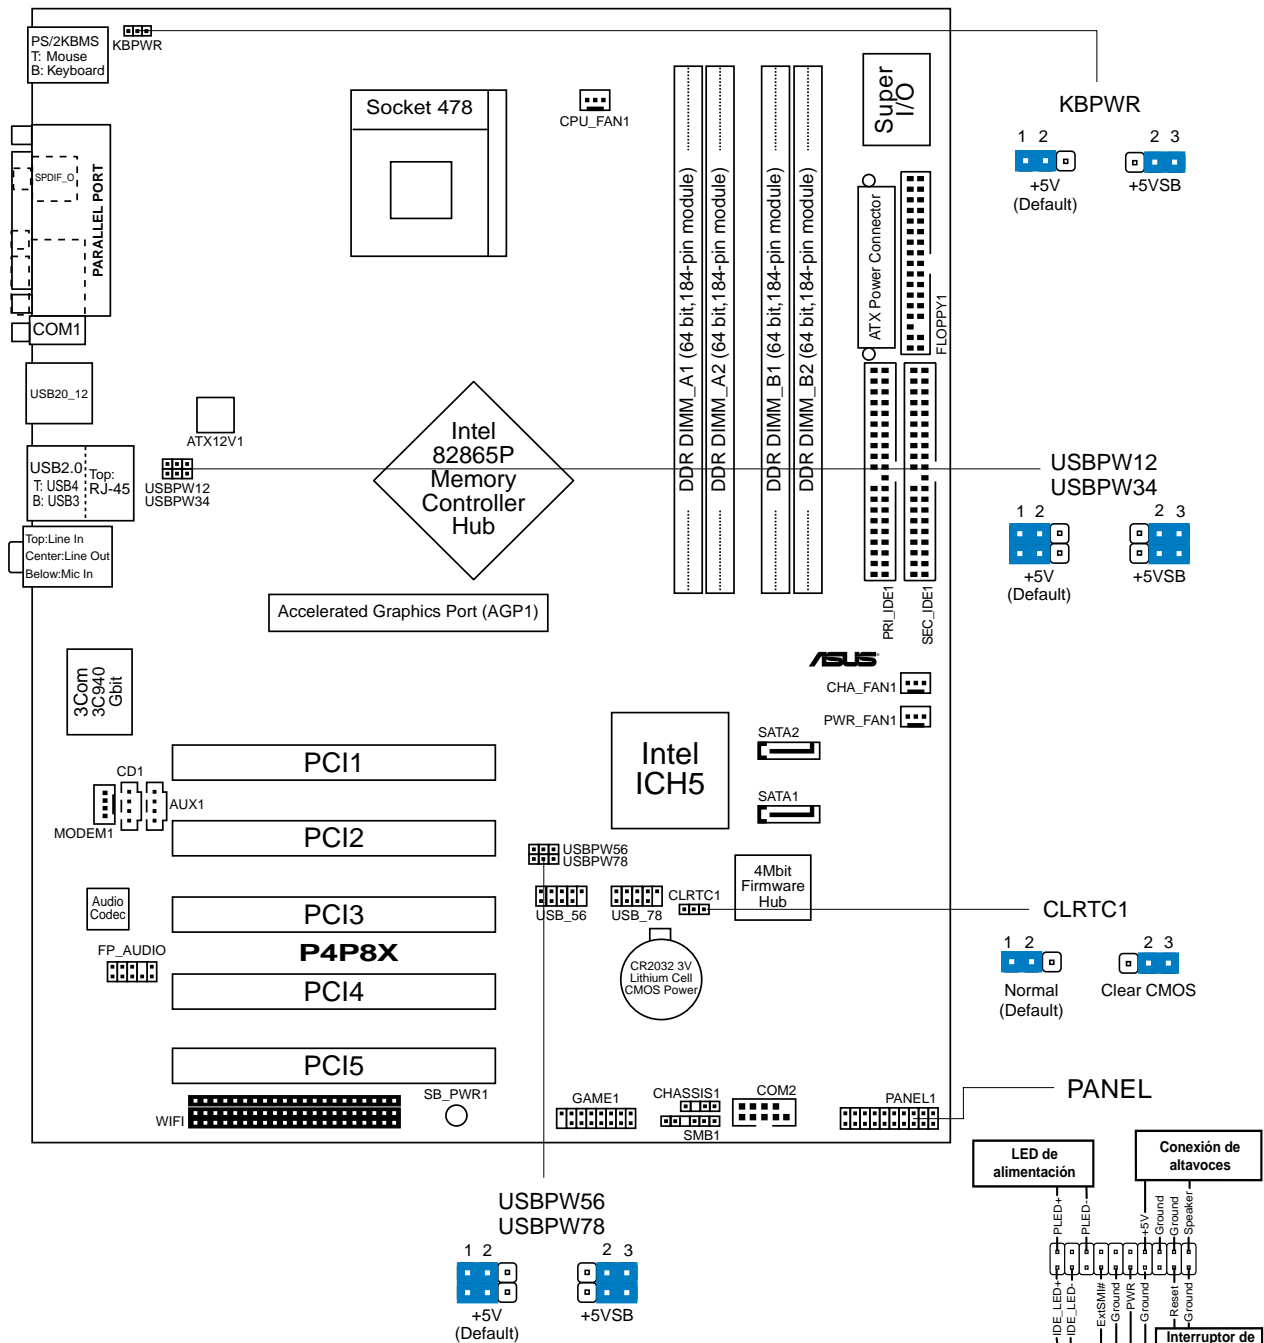 PS/2KBMS
T: Mouse
B: Keyboard
KBPWR
Socket 478
CPU_FAN1
Super
I/O
KBPWR
1 2
2 3
+5V
(Default)
+5VSB
SPDIF_O
PARALLEL PORT
COM1
USB20_12
ATX12V1
DDR DIMM_A1 (64 bit,184-pin module)
DDR DIMM_A2 (64 bit,184-pin module)
DDR DIMM_B1 (64 bit,184-pin module)
DDR DIMM_B2 (64 bit,184-pin module)
ATX Power Connector
FLOPPY1
Intel
82865P
Memory
Controller
Hub
USB2.0
T: USB4
B: USB3
Top:
RJ-45
USBPW12
USBPW34
USBPW12
USBPW34
1 2
2 3
+5V
(Default)
+5VSB
Top:Line In
Center:Line Out
Below:Mic In
Accelerated Graphics Port (AGP1)
PRI_IDE1
SEC_IDE1
ASUS
3Com
3C940
Gbit
CHA_FAN1
PWR_FAN1
Intel
ICH5
SATA2
SATA1
PCI1
CD1
AUX1
MODEM1
PCI2
USBPW56
USBPW78
4Mbit
Firmware
Hub
Audio
Codec
PCI3
USB_56
USB_78
CLRTC1
CLRTC1
1 2
2 3
Normal
(Default)
Clear CMOS
P4P8X
FP_AUDIO
PCI4
CR2032 3V
Lithium Cell
CMOS Power
PCI5
SB_PWR1
WIFI
GAME1
CHASSIS1
SMB1
COM2
PANEL1
PANEL
LED de
alimentación
Conexión de
altavoces
PLED+
PLED-
+5V
Ground
Ground
Speaker
IDE_LED+
IDE_LED-
ExtSMI#
Ground
PWR
Ground
Reset
Ground
Interruptor de
USBPW56
USBPW78
1 2
2 3
+5V
(Default)
+5VSB